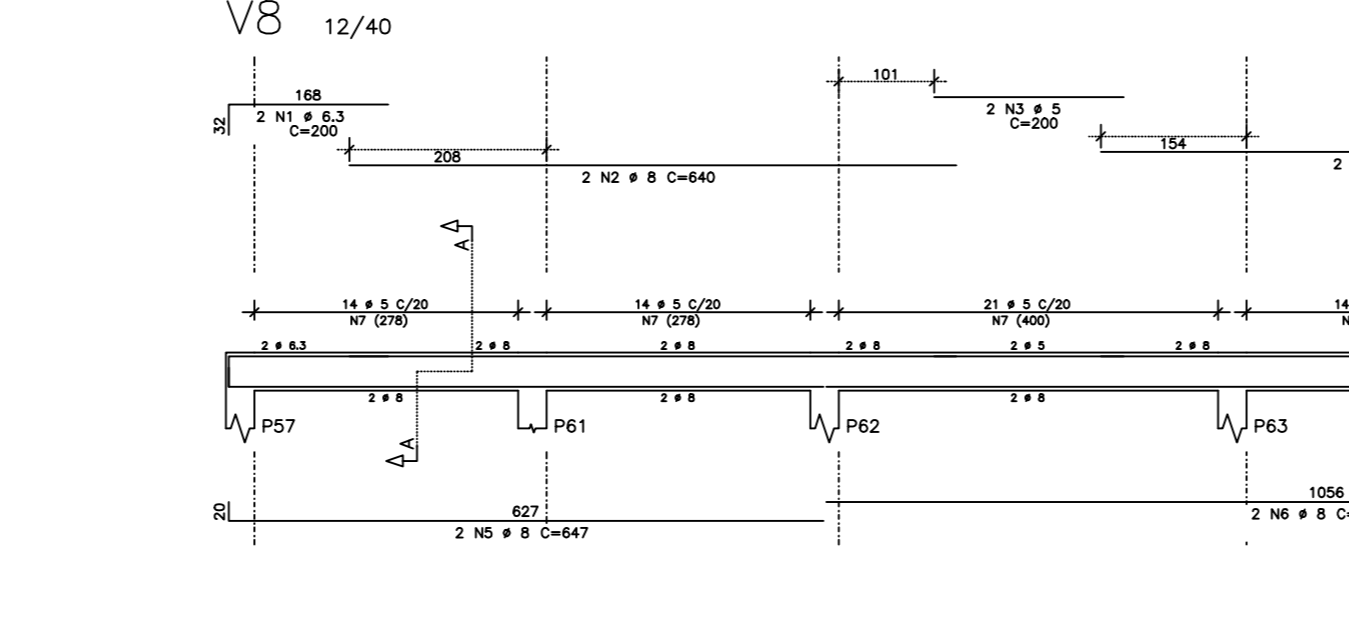 V8 12/40
101
168
2 N1 ø 6.3
C=200
32
2 N3 ø 5
C=200
154
208
2 N2 ø 8 C=640
2
A
14 ø 5 C/20
N7 (278)
14 ø 5 C/20
N7 (278)
21 ø 5 C/20
N7 (400)
14
N
2 ø 6.3
2 ø 8
2 ø 8
2 ø 8
2 ø 5
2 ø 8
2 ø 8
2 ø 8
2 ø 8
P57
P61
P62
P63
A
20
627
2 N5 ø 8 C=647
1056
2 N6 ø 8 C=